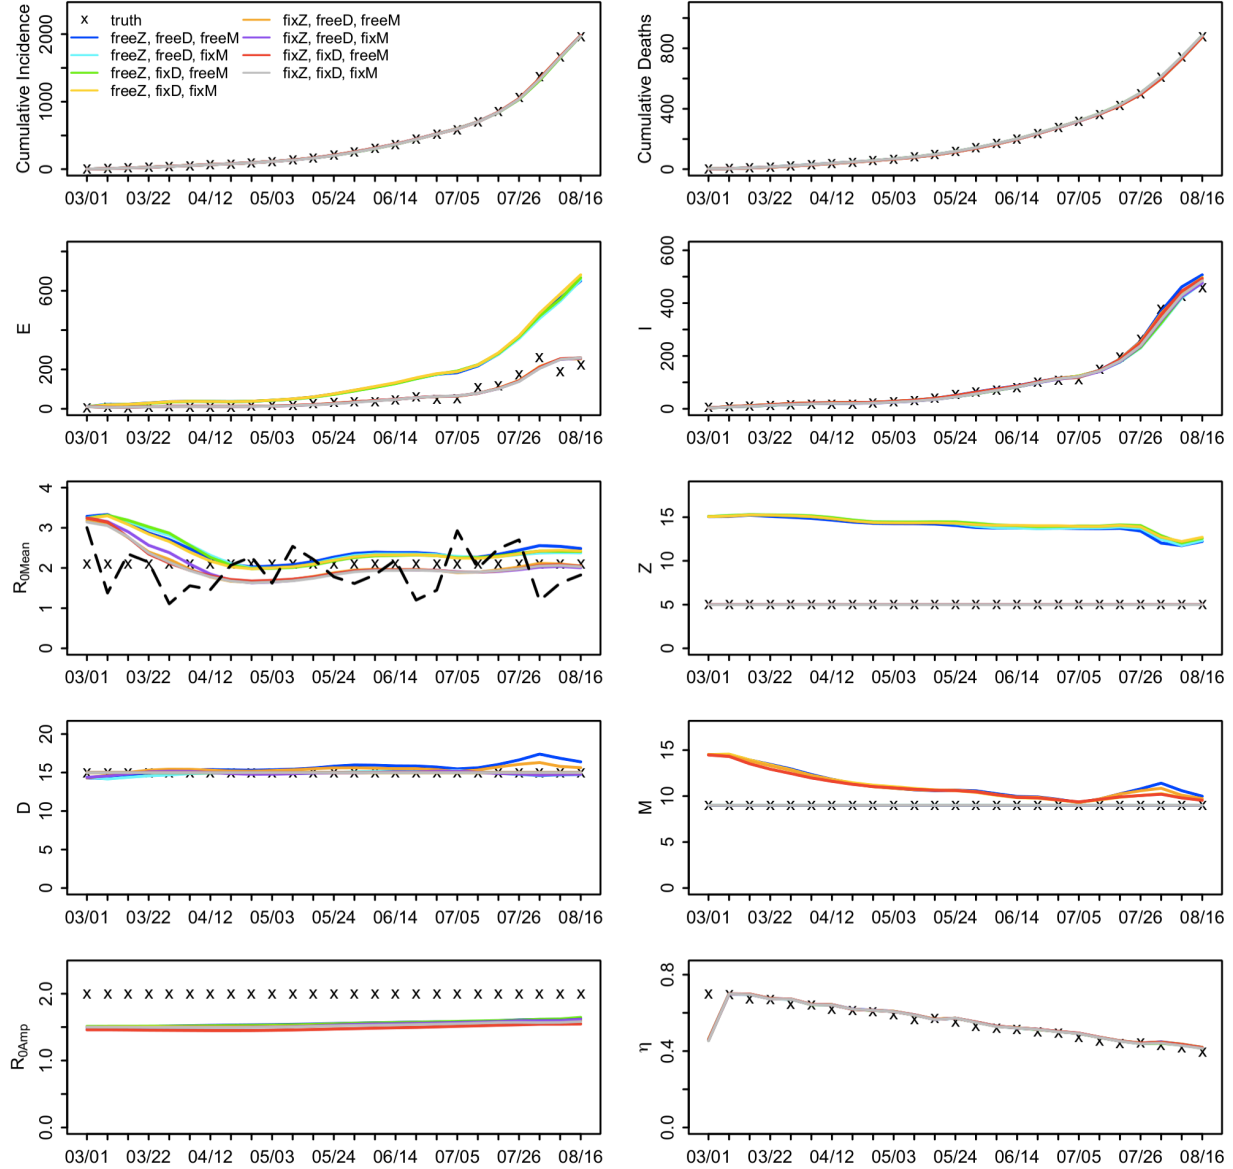 Cumulative Incidence
0 1000 2000
x truth
freeZ, freeD, freeM
freeZ, freeD, fixM
freeZ, fixD, freeM
freeZ, fixD, fixM
fixZ, freeD, freeM
fixZ, freeD, fixM
fixZ, fixD, freeM
fixZ, fixD, fixM
03/01 03/22 04/12 05/03 05/24 06/14 07/05 07/26 08/16
Cumulative Deaths
0 400 800
03/01 03/22 04/12 05/03 05/24 06/14 07/05 07/26 08/16
E
0 200 600
03/01 03/22 04/12 05/03 05/24 06/14 07/05 07/26 08/16
I
0 200 400 600
03/01 03/22 04/12 05/03 05/24 06/14 07/05 07/26 08/16
R0Mean
0 1 2 3 4
03/01 03/22 04/12 05/03 05/24 06/14 07/05 07/26 08/16
Z
0 5 10 15
03/01 03/22 04/12 05/03 05/24 06/14 07/05 07/26 08/16
D
0 5 10 15 20
03/01 03/22 04/12 05/03 05/24 06/14 07/05 07/26 08/16
M
0 5 10 15
03/01 03/22 04/12 05/03 05/24 06/14 07/05 07/26 08/16
R0Amp
0.0 1.0 2.0
03/01 03/22 04/12 05/03 05/24 06/14 07/05 07/26 08/16
η
0.0 0.4 0.8
03/01 03/22 04/12 05/03 05/24 06/14 07/05 07/26 08/16